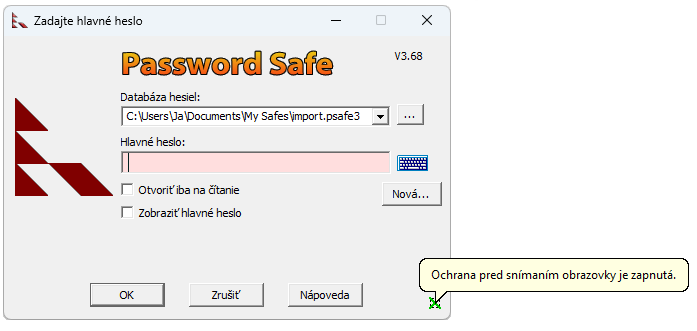 Zadajte hlavné heslo
Password Safe
V3.68
Databáza hesiel:
C:\Users\Ja\Documents\My Safes\import.psafe3
...
Hlavné heslo:
Otvoriť iba na čítanie
Nová...
Zobraziť hlavné heslo
Ochrana pred snímaním obrazovky je zapnutá.
OK
Zrušiť
Nápoveda